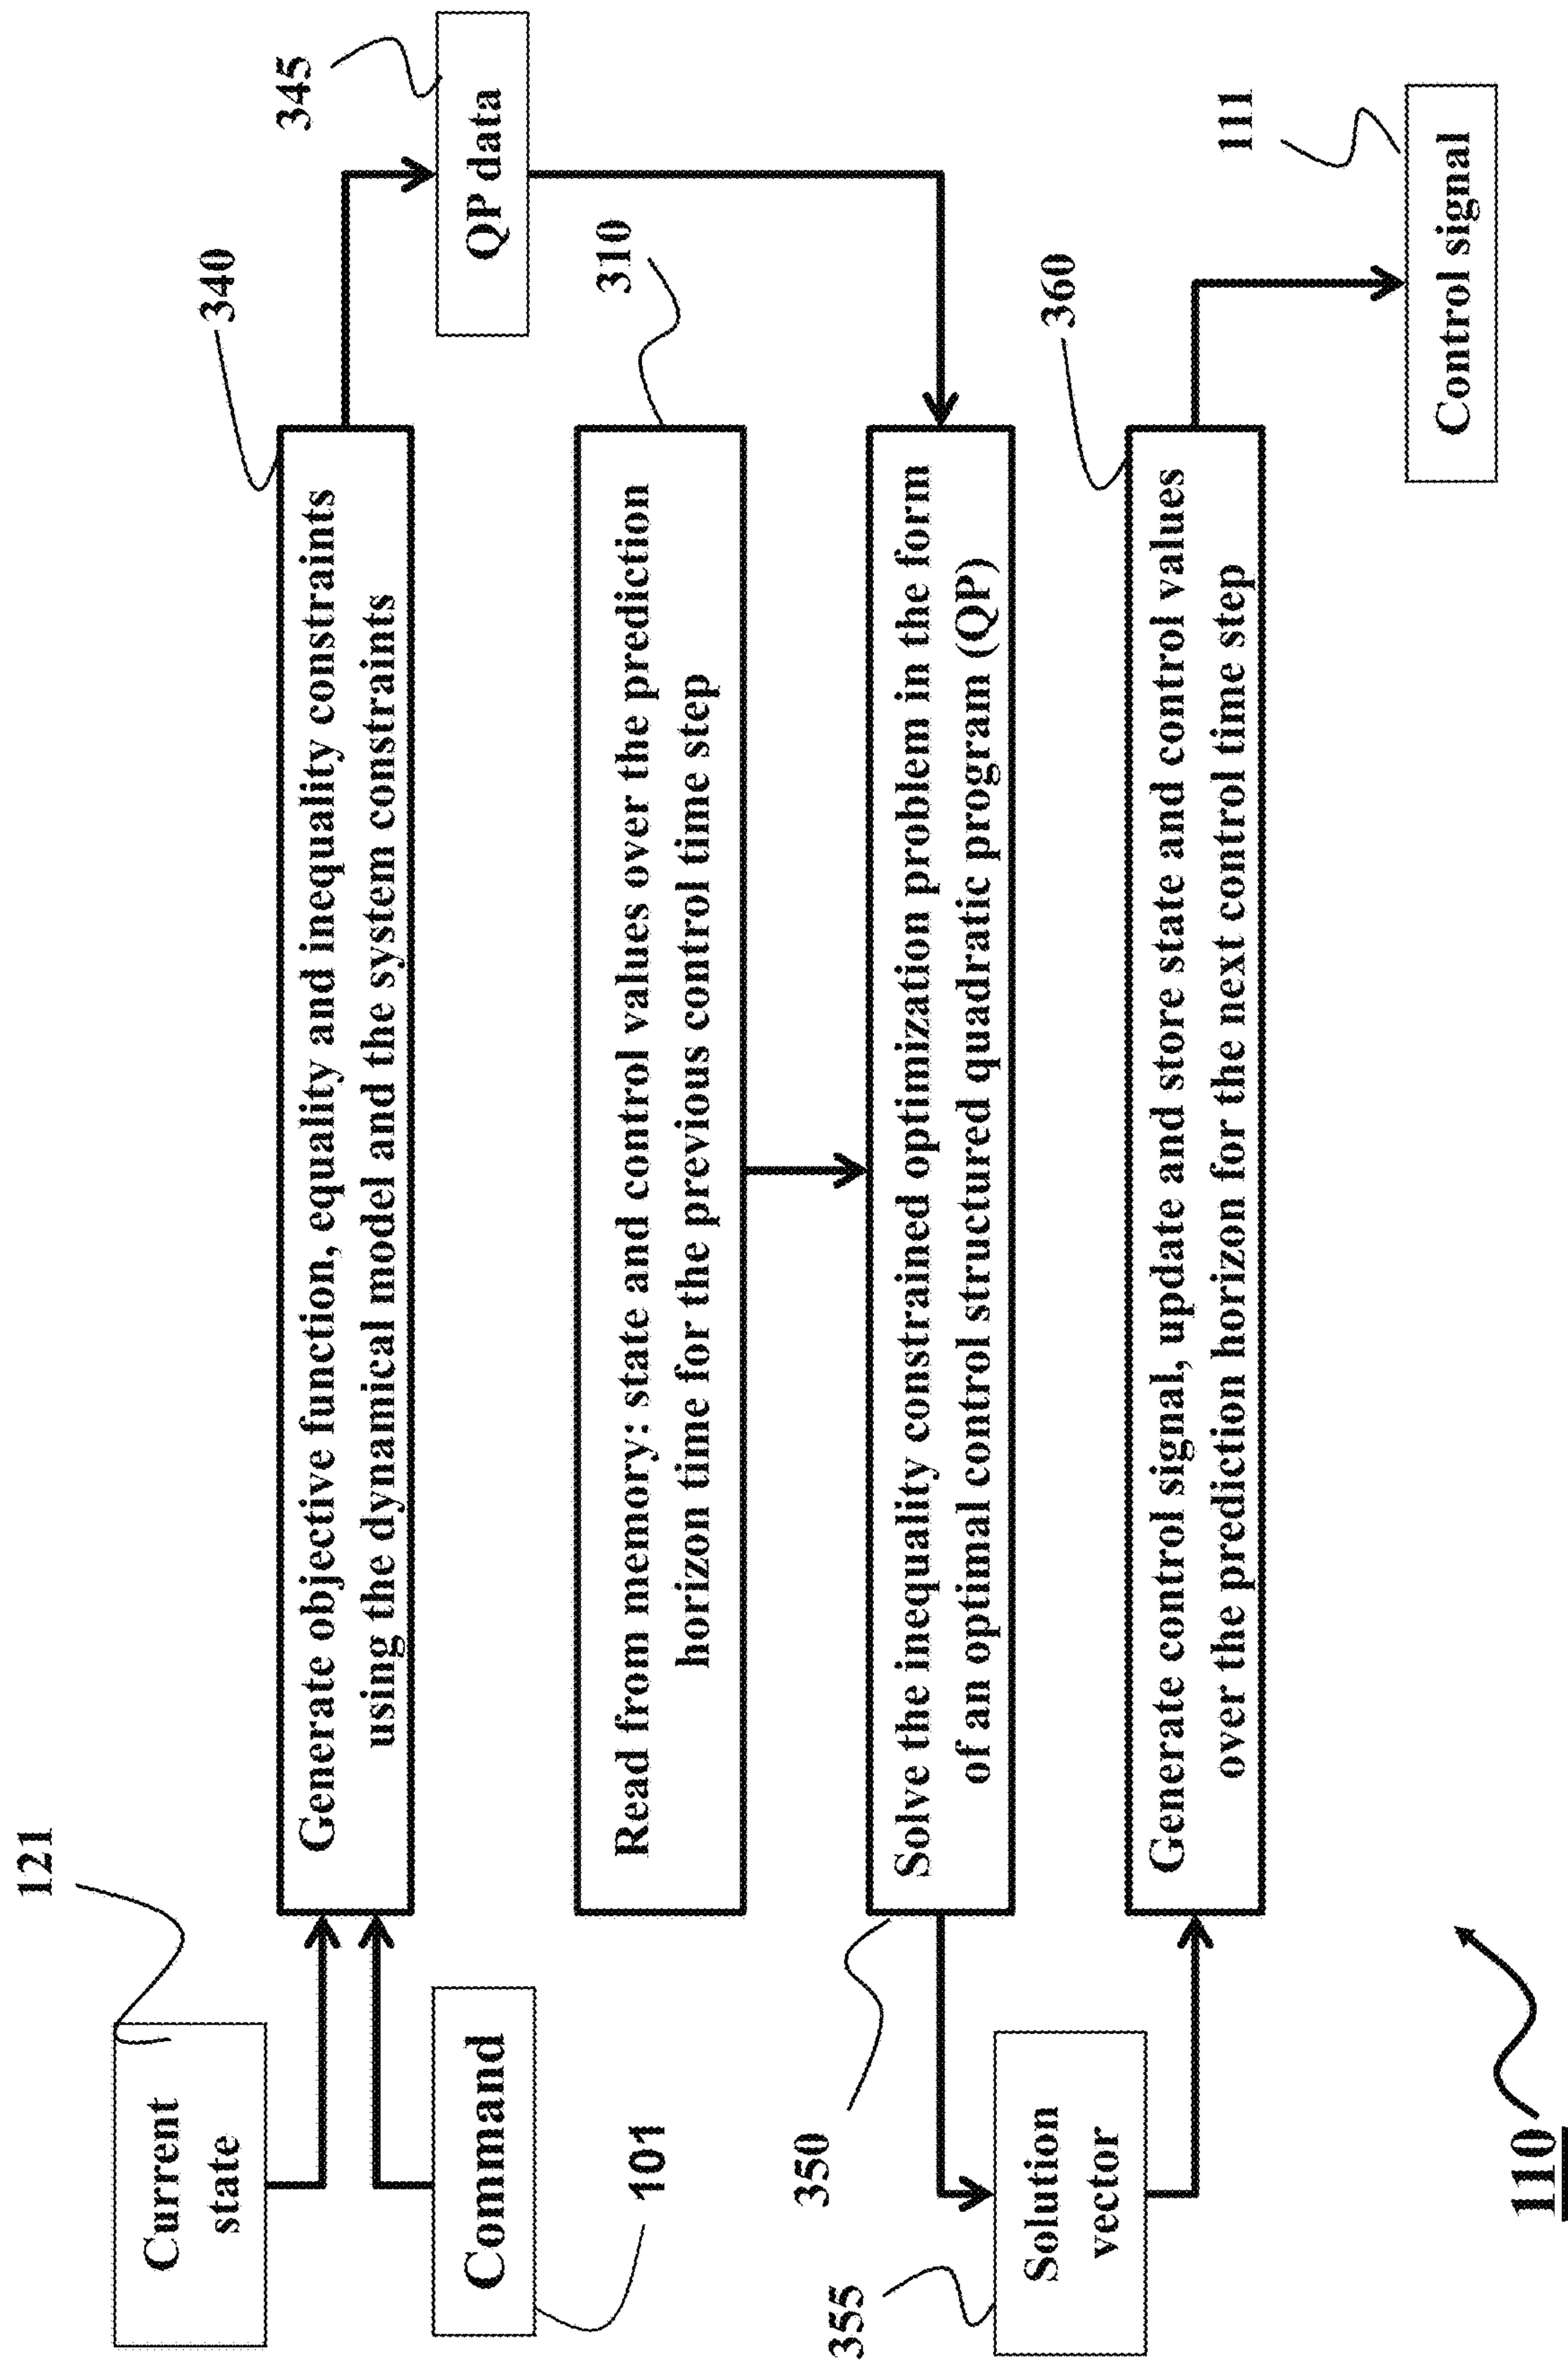 121
Current
state
Command
101
340
Generate objective function, equality and inequality constraints
using the dynamical model and the system constraints
345
QP data
310
Read from memory: state and control values over the prediction
horizon time for the previous control time step
350
Solve the inequality constrained optimization problem in the form
of an optimal control structured quadratic program (QP)
355
Solution
vector
360
Generate control signal, update and store state and control values
over the prediction horizon for the next control time step
111
Control signal
110